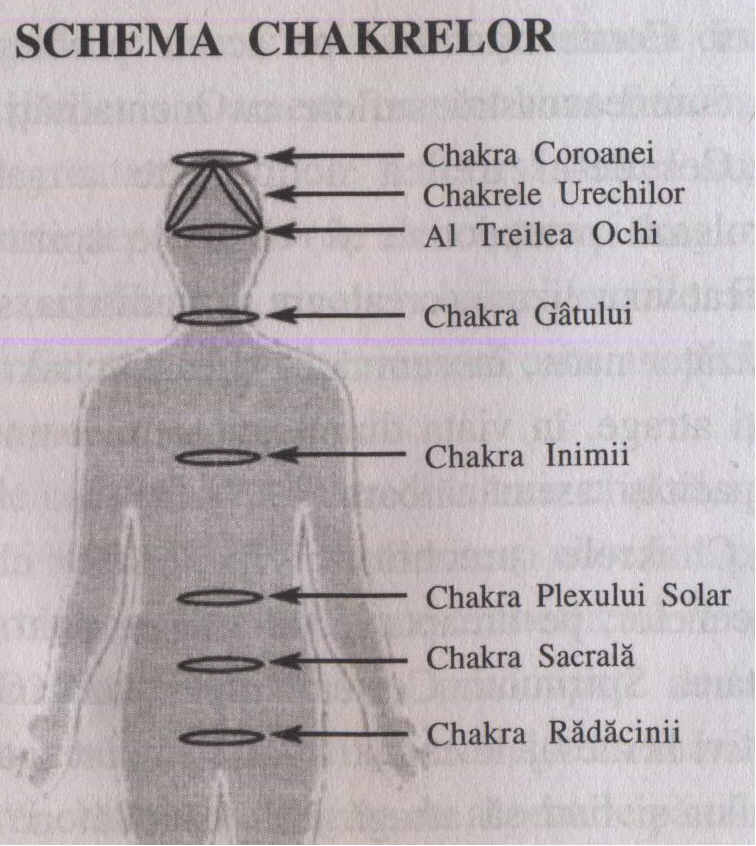 SCHEMA CHAKRELOR
Chakra Coroanei
Chakrele Urechilor
Al Treilea Ochi
Chakra Gâtului
Chakra Inimii
Chakra Plexului Solar
Chakra Sacrală
Chakra Rădăcinii